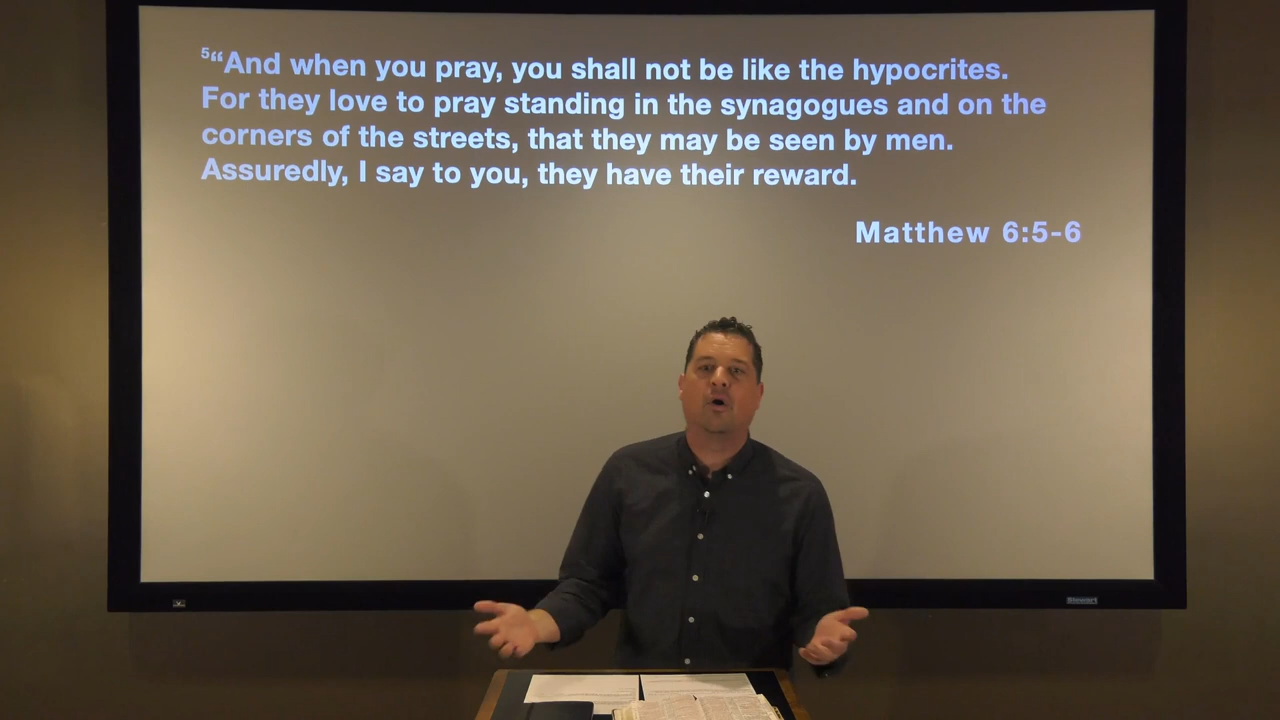 ⁵“And when you pray, you shall not be like the hypocrites.
For they love to pray standing in the synagogues and on the
corners of the streets, that they may be seen by men.
Assuredly, I say to you, they have their reward.
Matthew 6:5-6
Stewart